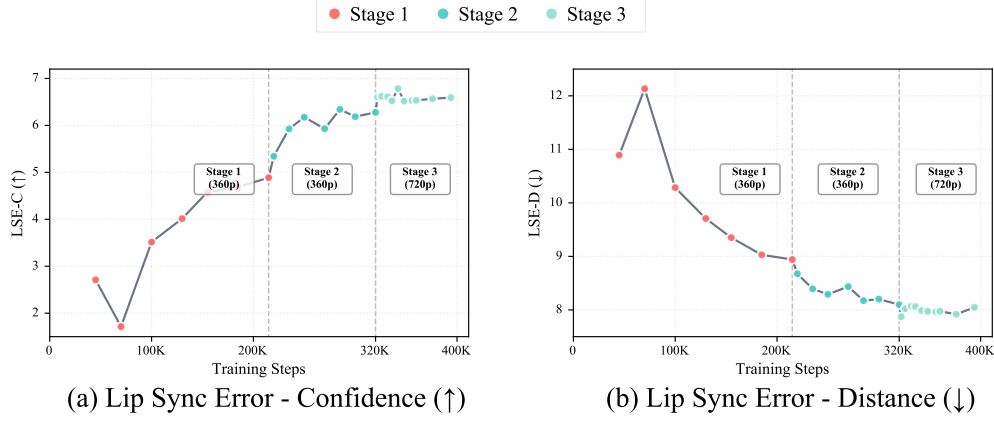 Stage 1 Stage 2 Stage 3
7
6
5
4
3
2
LSE-C (↑)
Stage 1
(360p)
Stage 2
(360p)
Stage 3
(720p)
0 100K 200K 320K 400K
Training Steps
(a) Lip Sync Error - Confidence (↑)
12
11
10
9
8
LSE-D (↓)
Stage 1
(360p)
Stage 2
(360p)
Stage 3
(720p)
0 100K 200K 320K 400K
Training Steps
(b) Lip Sync Error - Distance (↓)